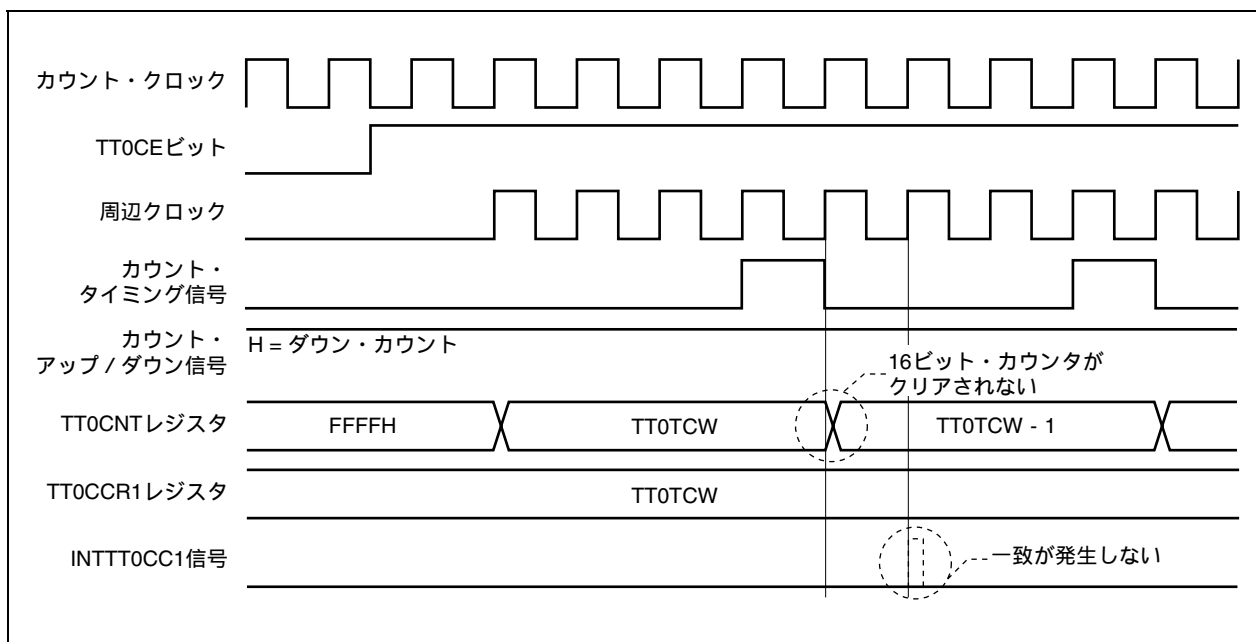 カウント・クロック
TT0CEビット
周辺クロック
カウント・
タイミング信号
カウント・
アップ / ダウン信号
H = ダウン・カウント
16ビット・カウンタが
クリアされない
TT0CNTレジスタ
FFFFH
TT0TCW
TT0TCW - 1
TT0CCR1レジスタ
TT0TCW
INTTT0CC1信号
一致が発生しない